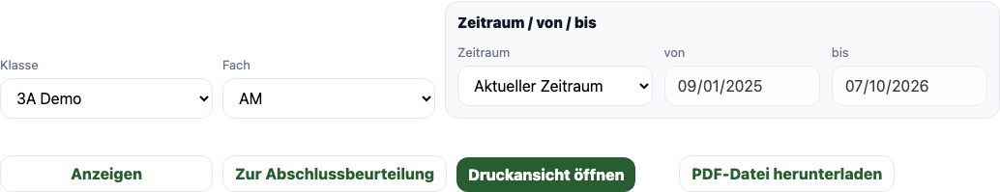 Zeitraum / von / bis
Klasse
Fach
Zeitraum
von
bis
3A Demo
AM
Aktueller Zeitraum
09/01/2025
07/10/2026
Anzeigen
Zur Abschlussbeurteilung
Druckansicht öffnen
PDF-Datei herunterladen